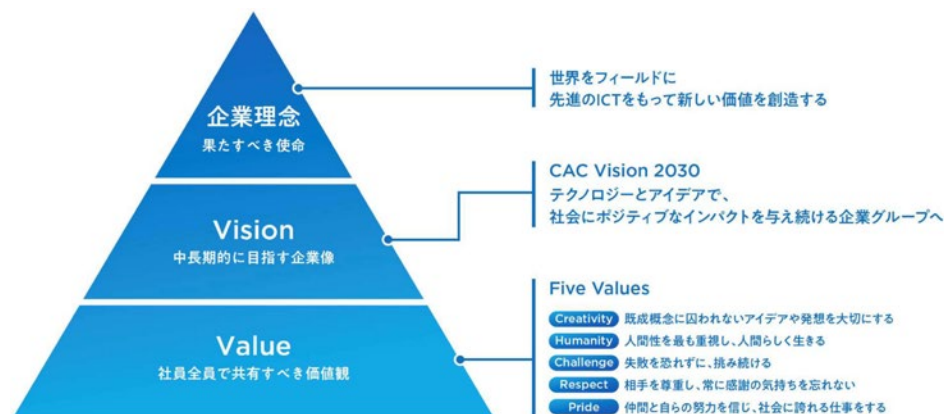 企業理念
果たすべき使命
世界をフィールドに
先進のICTをもって新しい価値を創造する
Vision
中長期的に目指す企業像
CAC Vision 2030
テクノロジーとアイデアで、
社会にポジティブなインパクトを与え続ける企業グループへ
Value
社員全員で共有すべき価値観
Five Values
Creativity 既成概念に囚われないアイデアや発想を大切にする
Humanity 人間性を最も重視し、人間らしく生きる
Challenge 失敗を恐れずに、挑み続ける
Respect 相手を尊重し、常に感謝の気持ちを忘れない
Pride 仲間と自らの努力を信じ、社会に誇れる仕事をする